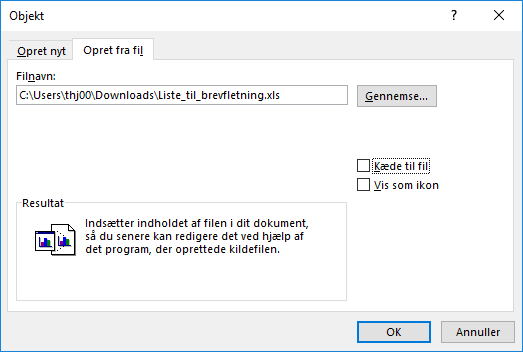 Objekt
?
Opret nyt
Opret fra fil
Filnavn:
C:\Users\thj00\Downloads\Liste_til_brevfletning.xls
Gennemse...
Kæde til fil
Vis som ikon
Resultat
Indsætter indholdet af filen i dit dokument,
så du senere kan redigere det ved hjælp af
det program, der oprettede kildefilen.
OK
Annuller